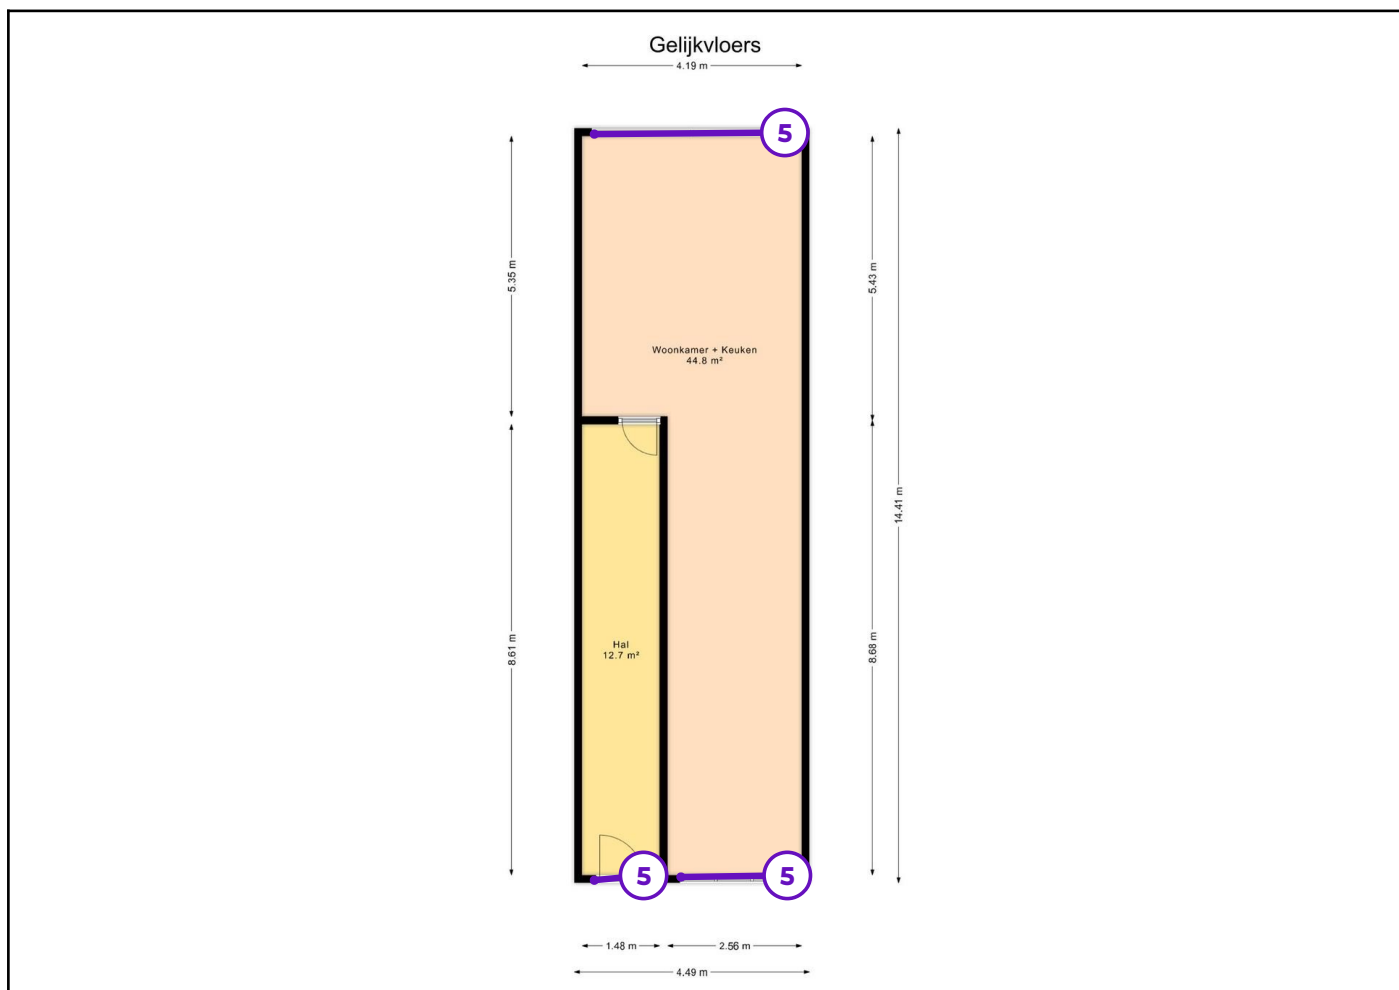 Gelijkvloers
4.19 m
5
5.35 m
5.43 m
Woonkamer + Keuken
44.8 m²
14.41 m
8.61 m
Hal
12.7 m²
8.68 m
5
5
1.48 m
2.56 m
4.49 m